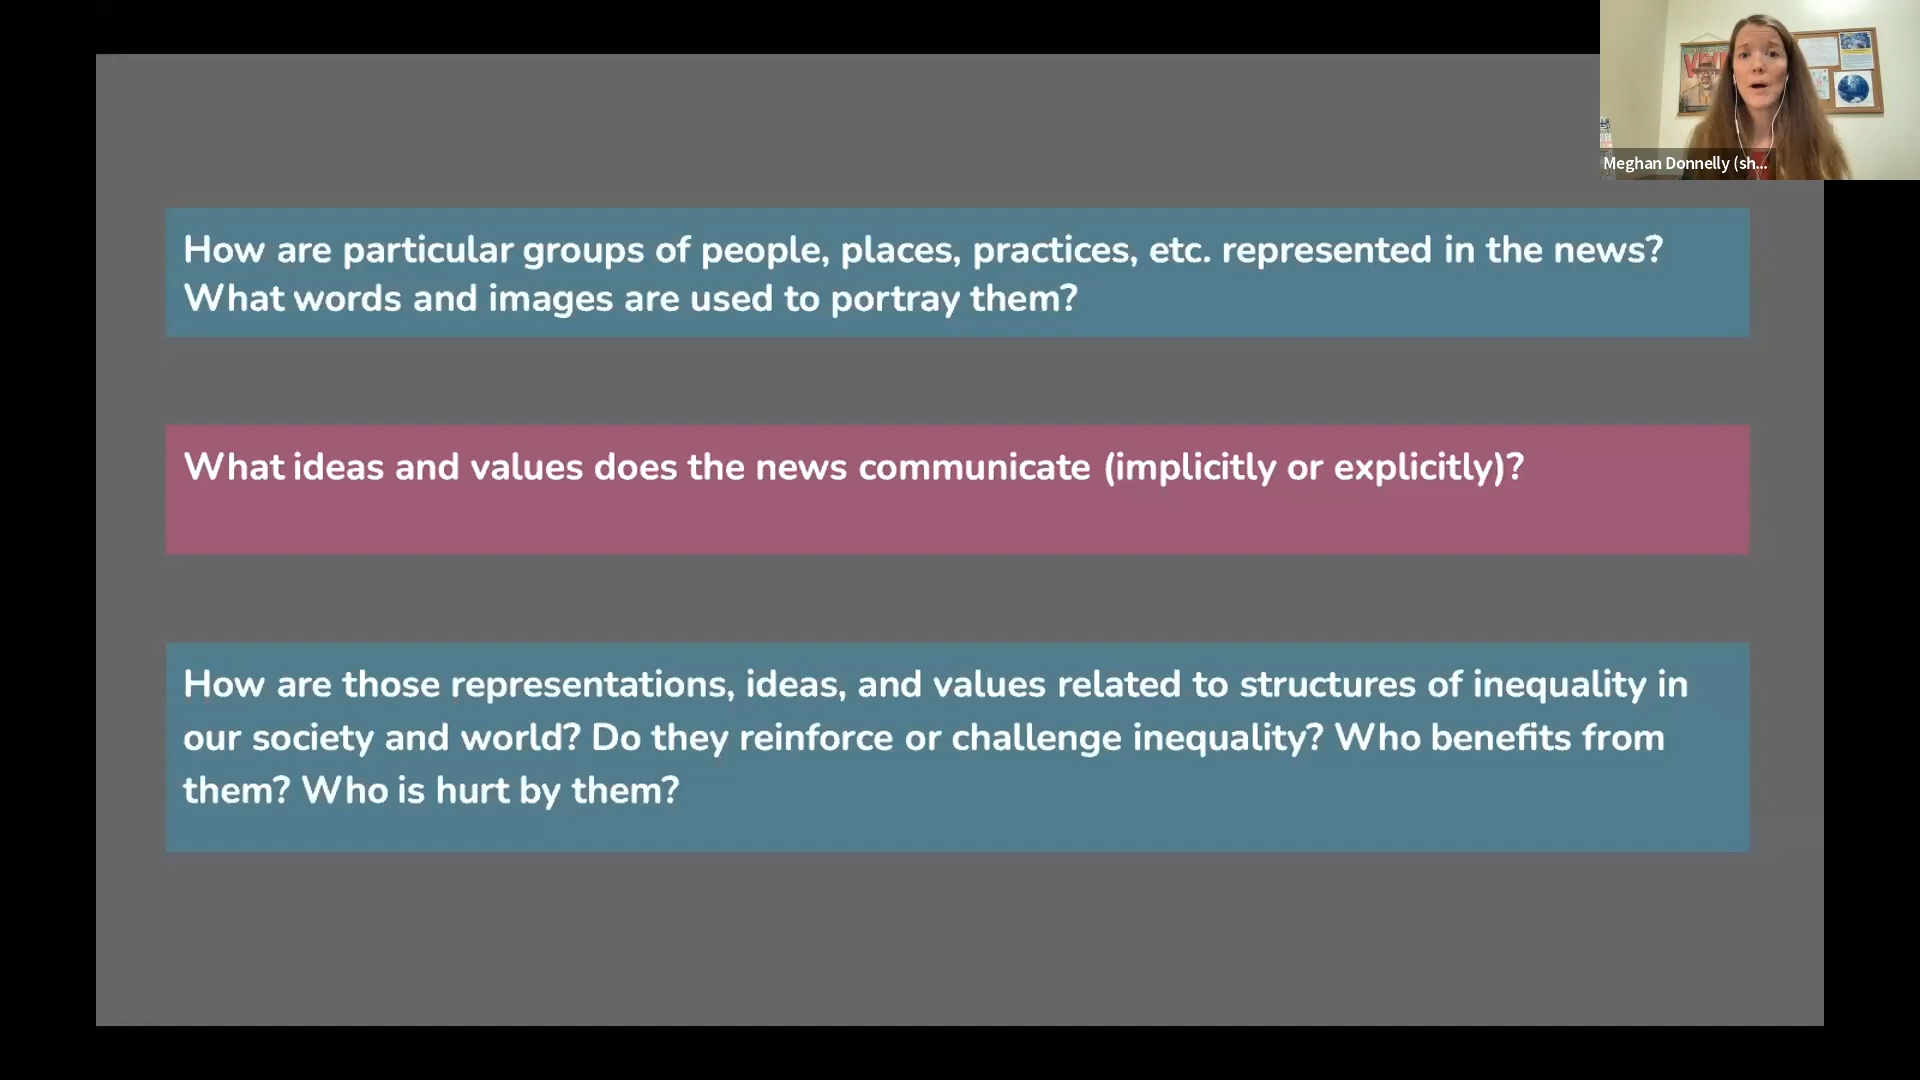 How are particular groups of people, places, practices, etc. represented in the news?
What words and images are used to portray them?
What ideas and values does the news communicate (implicitly or explicitly)?
How are those representations, ideas, and values related to structures of inequality in
our society and world? Do they reinforce or challenge inequality? Who benefits from
them? Who is hurt by them?
Meghan Donnelly (sh...